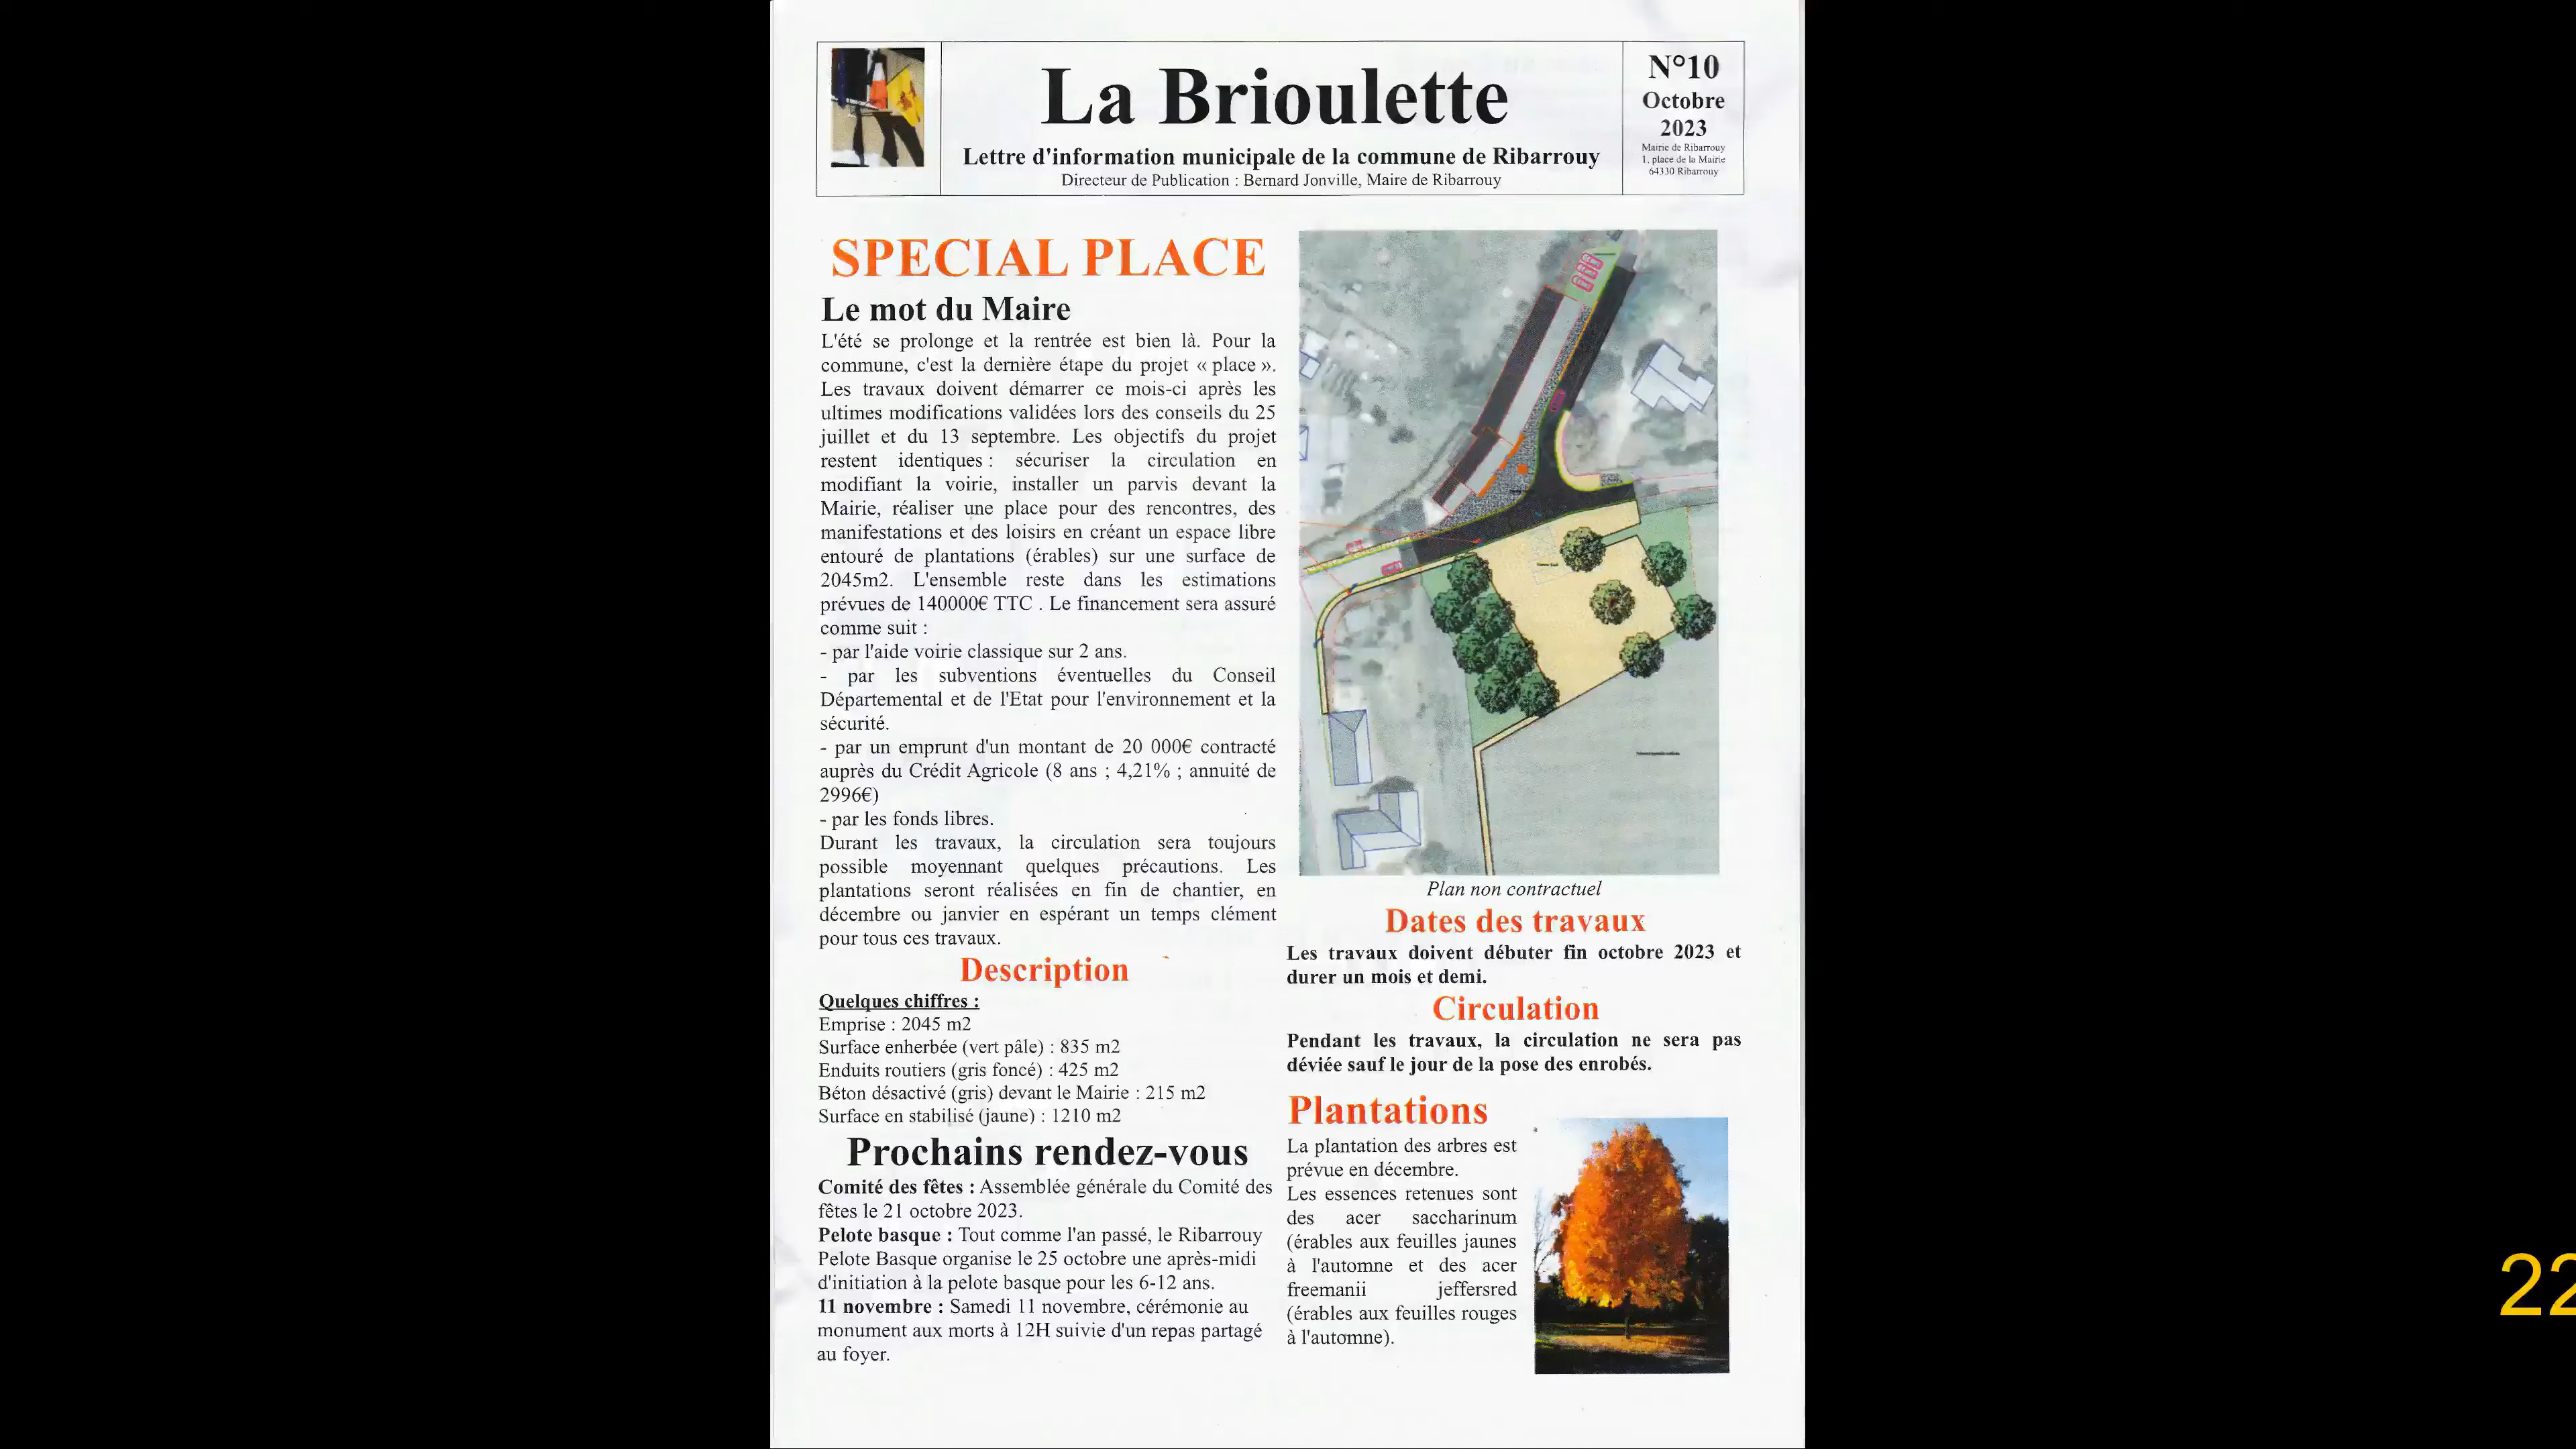 La Brioulette
Lettre d'information municipale de la commune de Ribarrouy
Directeur de Publication : Bernard Jonville, Maire de Ribarrouy
N°10
Octobre
2023
Mairie de Ribarrouy
1, place de la Mairie
64330 Ribarrouy
SPECIAL PLACE
Le mot du Maire
L'été se prolonge et la rentrée est bien là. Pour la
commune, c'est la dernière étape du projet « place ».
Les travaux doivent démarrer ce mois-ci après les
ultimes modifications validées lors des conseils du 25
juillet et du 13 septembre. Les objectifs du projet
restent identiques : sécuriser la circulation en
modifiant la voirie, installer un parvis devant la
Mairie, réaliser une place pour des rencontres, des
manifestations et des loisirs en créant un espace libre
entouré de plantations (érables) sur une surface de
2045m2. L'ensemble reste dans les estimations
prévues de 140000€ TTC . Le financement sera assuré
comme suit :
- par l'aide voirie classique sur 2 ans.
- par les subventions éventuelles du Conseil
Départemental et de l'Etat pour l'environnement et la
sécurité.
- par un emprunt d'un montant de 20 000€ contracté
auprès du Crédit Agricole (8 ans ; 4,21% ; annuité de
2996€)
- par les fonds libres.
Durant les travaux, la circulation sera toujours
possible moyennant quelques précautions. Les
plantations seront réalisées en fin de chantier, en
décembre ou janvier en espérant un temps clément
pour tous ces travaux.
Description
Quelques chiffres :
Emprise : 2045 m2
Surface enherbée (vert pâle) : 835 m2
Enduits routiers (gris foncé) : 425 m2
Béton désactivé (gris) devant le Mairie : 215 m2
Surface en stabilisé (jaune) : 1210 m2
Prochains rendez-vous
Comité des fêtes : Assemblée générale du Comité des
fêtes le 21 octobre 2023.
Pelote basque : Tout comme l'an passé, le Ribarrouy
Pelote Basque organise le 25 octobre une après-midi
d'initiation à la pelote basque pour les 6-12 ans.
11 novembre : Samedi 11 novembre, cérémonie au
monument aux morts à 12H suivie d'un repas partagé
au foyer.
Plan non contractuel
Dates des travaux
Les travaux doivent débuter fin octobre 2023 et
durer un mois et demi.
Circulation
Pendant les travaux, la circulation ne sera pas
déviée sauf le jour de la pose des enrobés.
Plantations
La plantation des arbres est
prévue en décembre.
Les essences retenues sont
des acer saccharinum
(érables aux feuilles jaunes
à l'automne et des acer
freemanii jeffersred
(érables aux feuilles rouges
à l'automne).
22